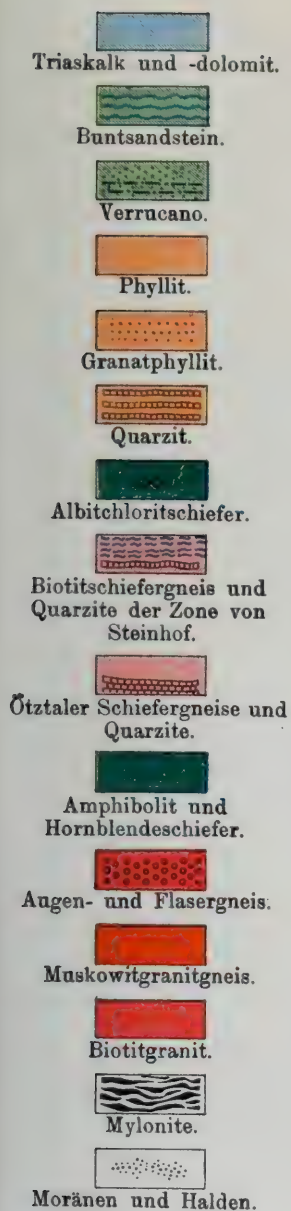 Triaskalk und -dolomit.
Buntsandstein.
Verrucano.
Phyllit.
Granatphyllit.
Quarzit.
Albitchloritschiefer.
Biotitschiefergneis und
Quarzite der Zone von
Steinhof.
Ötztaler Schiefergneise und
Quarzite.
Amphibolit und
Hornblendeschiefer.
Augen- und Flasergneis.
Muskowitgranitgneis.
Biotitgranit.
Mylonite.
Moränen und Halden.